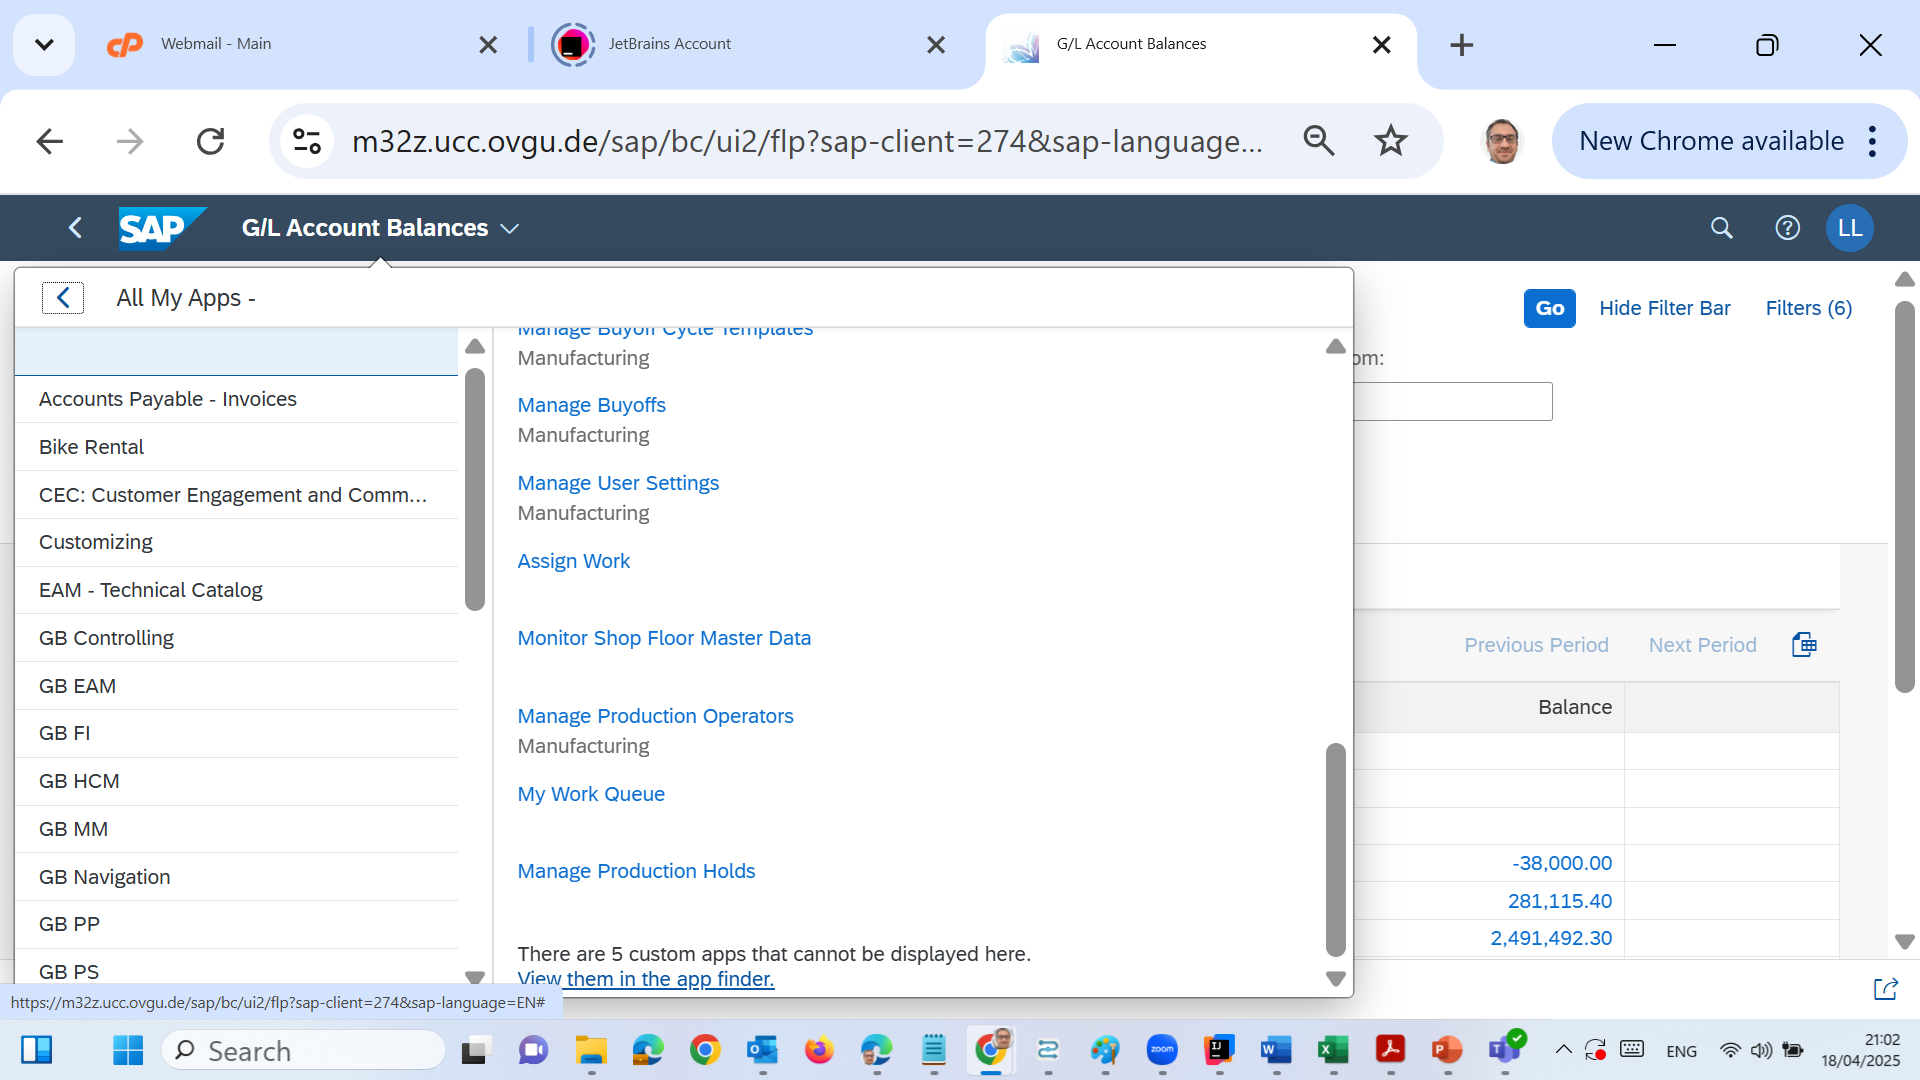 Webmail - Main
JetBrains Account
G/L Account Balances
m32z.ucc.ovgu.de/sap/bc/ui2/flp?sap-client=274&sap-language...
New Chrome available
SAP
G/L Account Balances
LL
All My Apps -
Go
Hide Filter Bar
Filters (6)
Accounts Payable - Invoices
Bike Rental
CEC: Customer Engagement and Comm...
Customizing
EAM - Technical Catalog
GB Controlling
GB EAM
GB FI
GB HCM
GB MM
GB Navigation
GB PP
GB PS
Manage Buyoff Cycle Templates
Manufacturing
Manage Buyoffs
Manufacturing
Manage User Settings
Manufacturing
Assign Work
Monitor Shop Floor Master Data
Manage Production Operators
Manufacturing
My Work Queue
Manage Production Holds
There are 5 custom apps that cannot be displayed here.
View them in the app finder.
om:
Previous Period
Next Period
Balance
-38,000.00
281,115.40
2,491,492.30
https://m32z.ucc.ovgu.de/sap/bc/ui2/flp?sap-client=274&sap-language=EN#
Search
zoom
ENG
21:02
18/04/2025